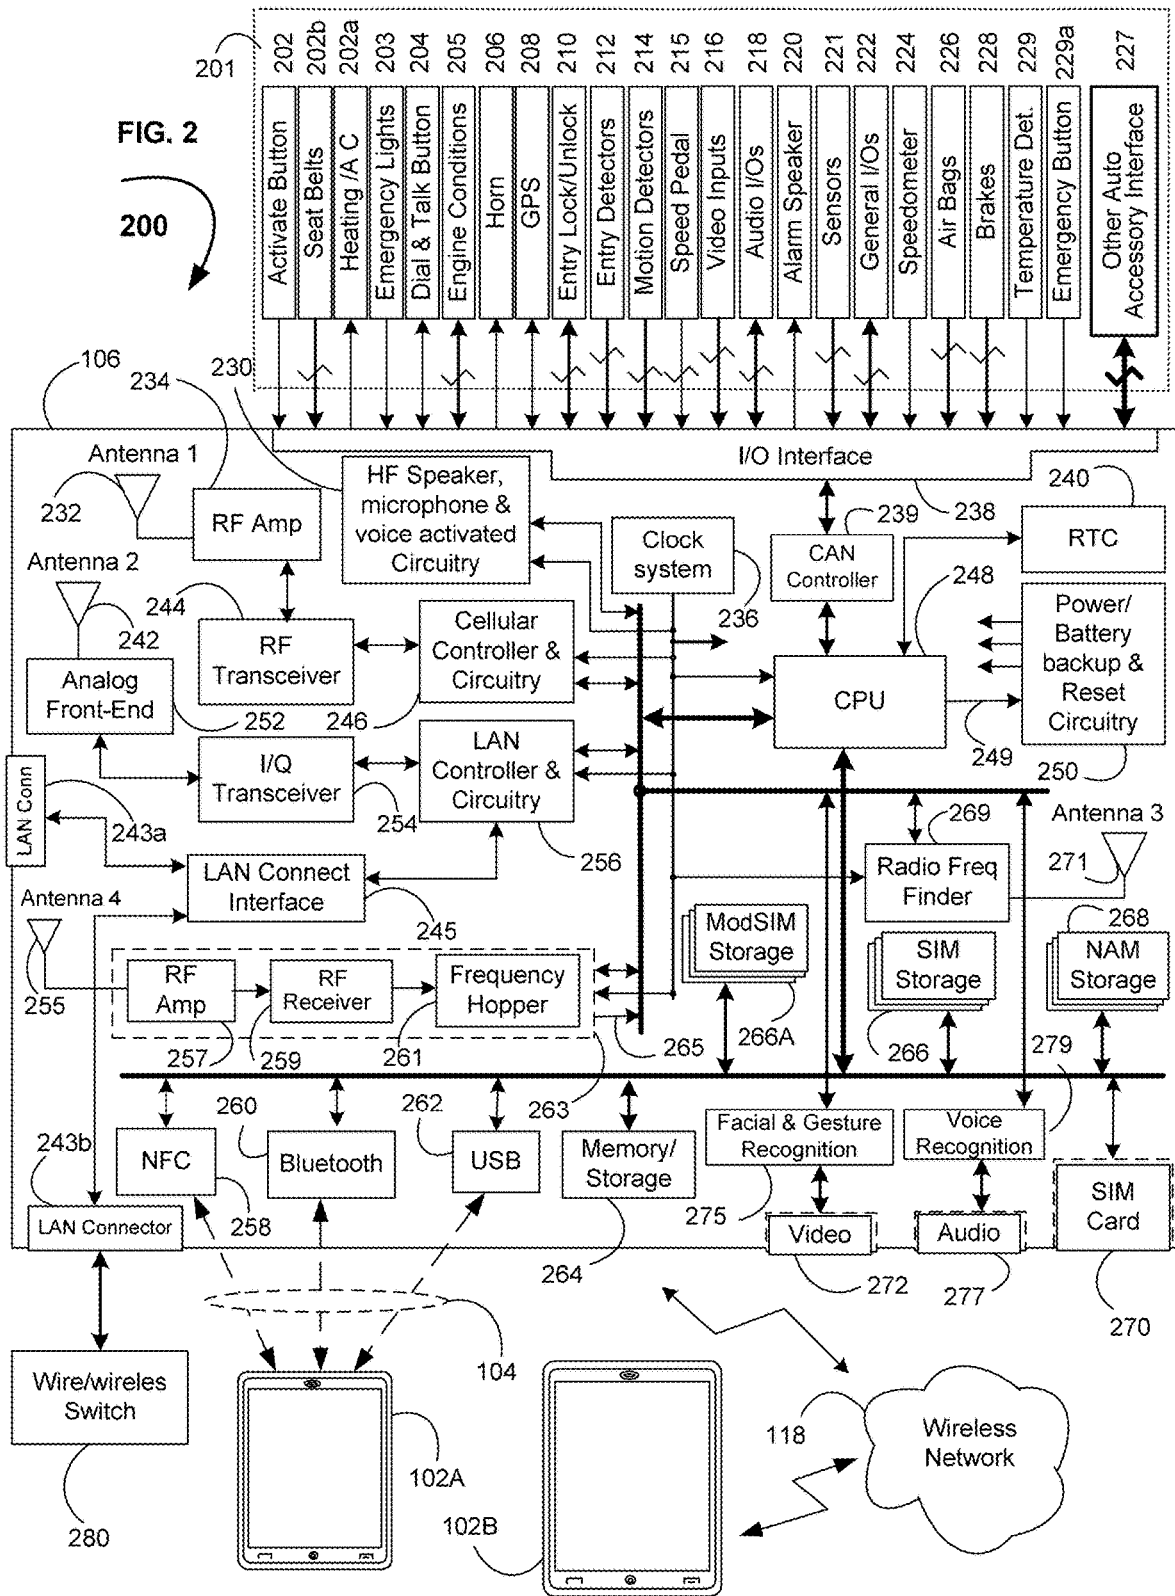 FIG. 2
200
201
202
202b
202a
203
204
205
206
208
210
212
214
215
216
218
220
221
222
224
226
228
229
229a
227
Activate Button
Seat Belts
Heating /A C
Emergency Lights
Dial & Talk Button
Engine Conditions
Horn
GPS
Entry Lock/Unlock
Entry Detectors
Motion Detectors
Speed Pedal
Video Inputs
Audio I/Os
Alarm Speaker
Sensors
General I/Os
Speedometer
Air Bags
Brakes
Temperature Det.
Emergency Button
Other Auto
Accessory Interface
106
234
230
I/O Interface
Antenna 1
232
RF Amp
HF Speaker,
microphone &
voice activated
Circuitry
Clock
system
236
239
238
240
CAN
Controller
RTC
248
Antenna 2
242
244
RF
Transceiver
246
Cellular
Controller &
Circuitry
CPU
Power/
Battery
backup &
Reset
Circuitry
249
250
Analog
Front-End
252
I/Q
Transceiver
254
LAN
Controller &
Circuitry
256
LAN Conn
243a
LAN Connect
Interface
245
269
Radio Freq
Finder
Antenna 3
271
Antenna 4
255
RF
Amp
257
RF
Receiver
259
Frequency
Hopper
261
265
263
ModSIM
Storage
266A
SIM
Storage
266
268
NAM
Storage
279
243b
LAN Connector
NFC
258
260
Bluetooth
262
USB
Memory/
Storage
264
Facial & Gesture
Recognition
275
Video
272
Voice
Recognition
Audio
277
SIM
Card
270
104
Wire/wireles
Switch
280
102A
102B
118
Wireless
Network